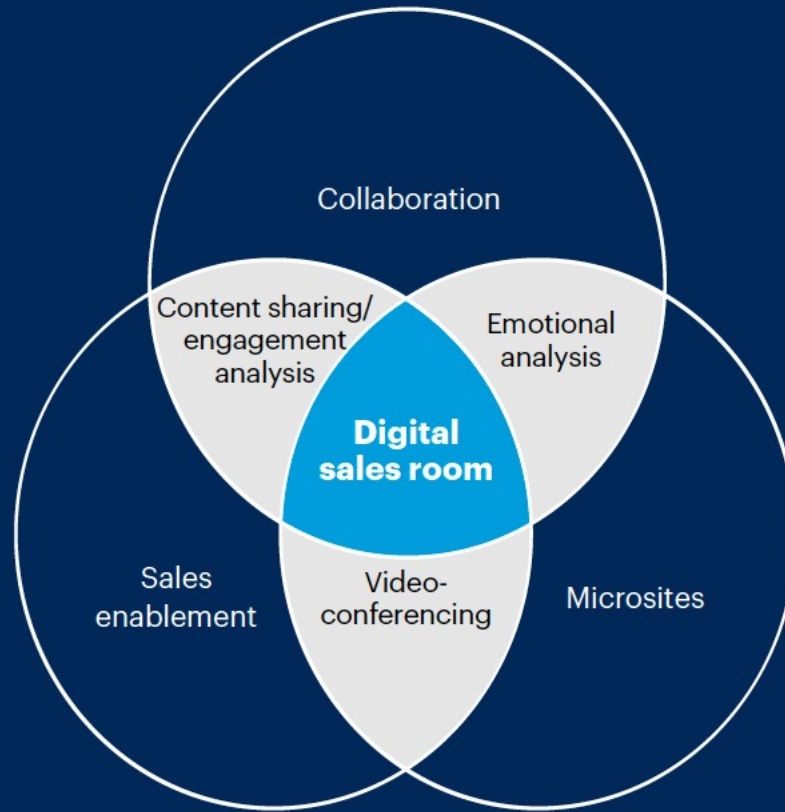 Collaboration
Content sharing/
engagement
analysis
Emotional
analysis
Digital
sales room
Sales
enablement
Video-
conferencing
Microsites